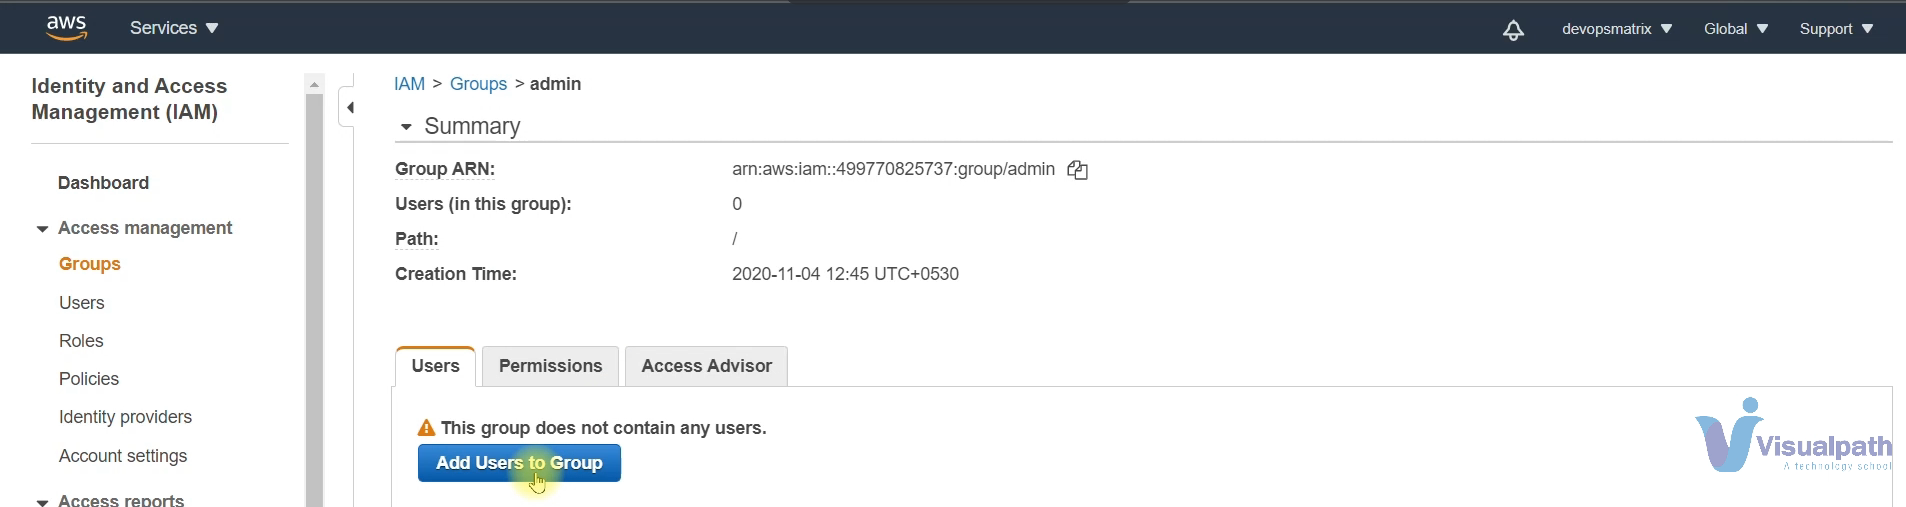 aws Services devopsmatrix Global Support
Identity and Access
Management (IAM)
Dashboard
Access management
Groups
Users
Roles
Policies
Identity providers
Account settings
Access reports
IAM > Groups > admin
Summary
Group ARN: arn:aws:iam::499770825737:group/admin
Users (in this group): 0
Path: /
Creation Time: 2020-11-04 12:45 UTC+0530
Users Permissions Access Advisor
This group does not contain any users.
Add Users to Group
Visualpath
A technology school